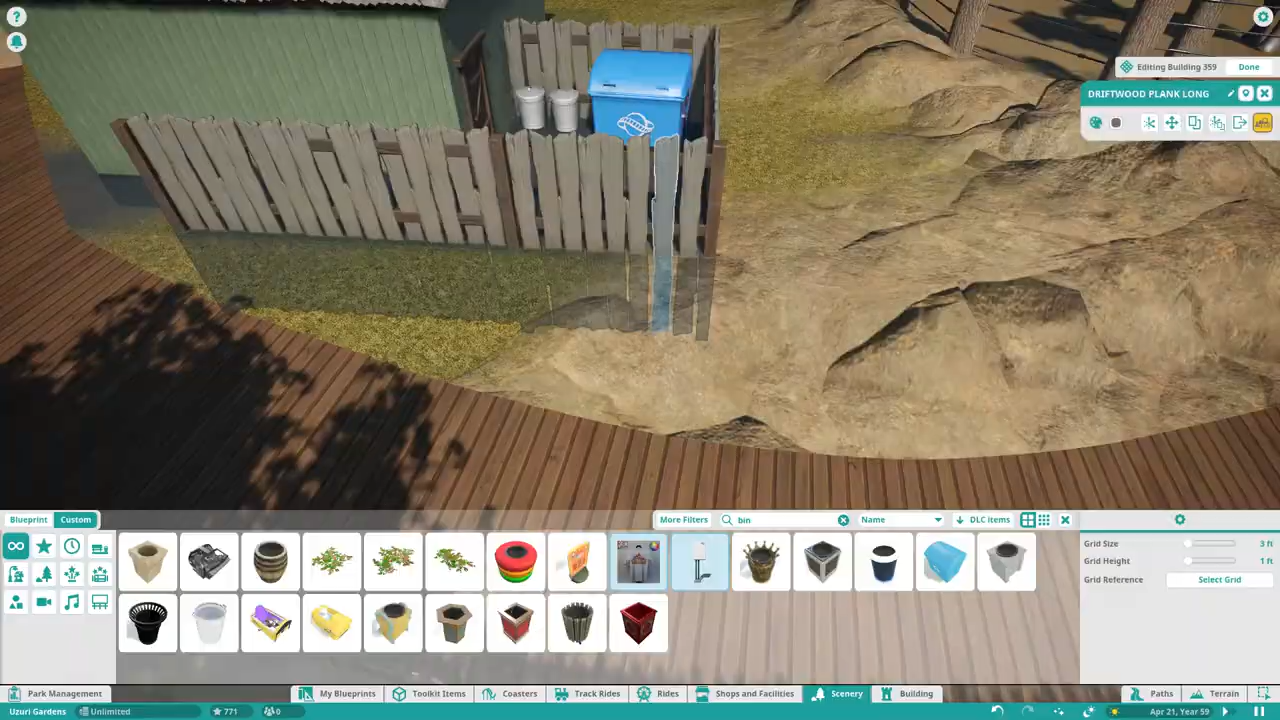 ?
Editing Building 359
Done
DRIFTWOOD PLANK LONG
Blueprint
Custom
More Filters
bin
Name
DLC items
Grid Size
3 ft
Grid Height
1 ft
Grid Reference
Select Grid
Park Management
My Blueprints
Toolkit Items
Coasters
Track Rides
Rides
Shops and Facilities
Scenery
Building
Paths
Terrain
Uzuri Gardens
Unlimited
771
0
Apr 21, Year 59